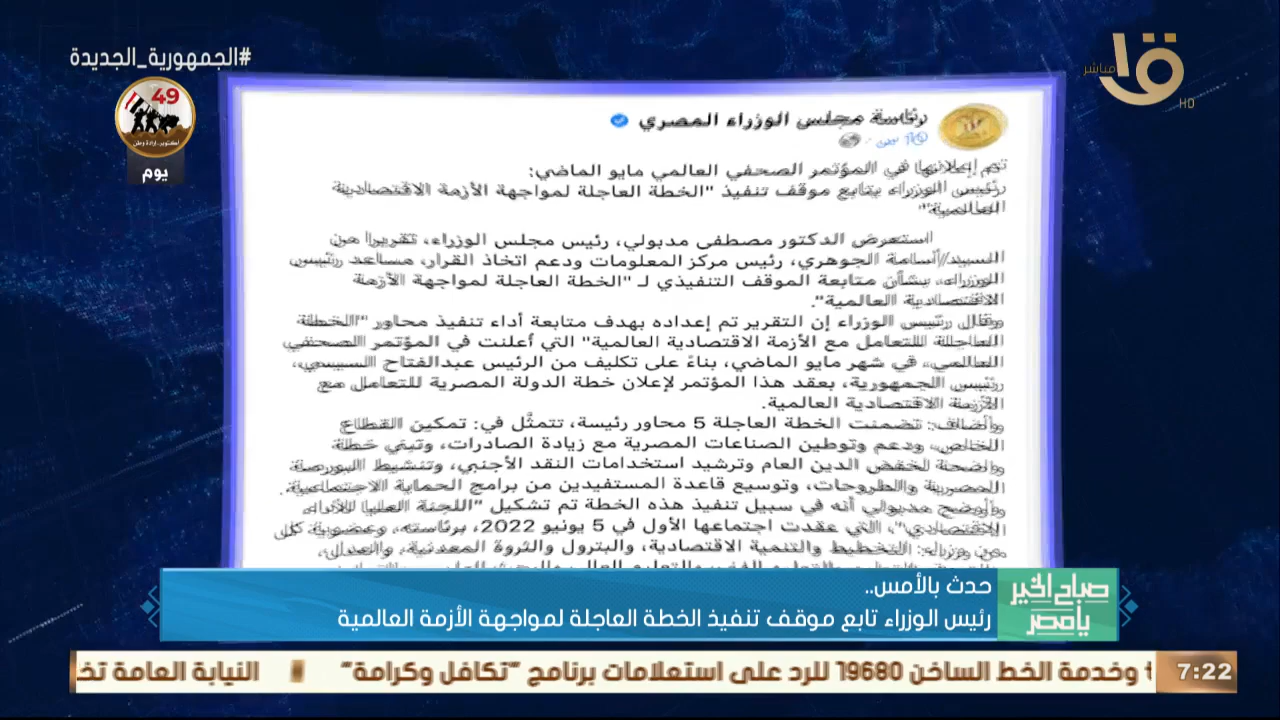 #الجمهورية_الجديدة
مباشر
HD
49
أكتوبر.. إرادة وطن
يوم
رئاسة مجلس الوزراء المصري
تم إعلانها في المؤتمر الصحفي العالمي مايو الماضي:
رئيس الوزراء يتابع موقف تنفيذ "الخطة العاجلة لمواجهة الأزمة الاقتصادية
العالمية"
استعرض الدكتور مصطفى مدبولي، رئيس مجلس الوزراء، تقريرا من
السيد/أسامة الجوهري، رئيس مركز المعلومات ودعم اتخاذ القرار، مساعد رئيس
الوزراء، بشأن متابعة الموقف التنفيذي لـ "الخطة العاجلة لمواجهة الأزمة
الاقتصادية العالمية".
وقال رئيس الوزراء إن التقرير تم إعداده بهدف متابعة أداء تنفيذ محاور "الخطة
العاجلة للتعامل مع الأزمة الاقتصادية العالمية" التي أعلنت في المؤتمر الصحفي
العالمي، في شهر مايو الماضي، بناءً على تكليف من الرئيس عبدالفتاح السيسي،
رئيس الجمهورية، بعقد هذا المؤتمر لإعلان خطة الدولة المصرية للتعامل مع
الأزمة الاقتصادية العالمية.
وأضاف: تضمنت الخطة العاجلة 5 محاور رئيسة، تتمثَّل في: تمكين القطاع
الخاص، ودعم وتوطين الصناعات المصرية مع زيادة الصادرات، وتبني خطة
واضحة لخفض الدين العام وترشيد استخدامات النقد الأجنبي، وتنشيط البورصة
المصرية والطروحات، وتوسيع قاعدة المستفيدين من برامج الحماية الاجتماعية.
وأوضح مدبولي أنه في سبيل تنفيذ هذه الخطة تم تشكيل "اللجنة العليا للأداء
الاقتصادي"، التي عقدت اجتماعها الأول في 5 يونيو 2022، برئاسته، وعضوية كل
من وزراء: التخطيط والتنمية الاقتصادية، والبترول والثروة المعدنية، والعدل،
صباح الخير
يا مصر
حدث بالأمس..
رئيس الوزراء تابع موقف تنفيذ الخطة العاجلة لمواجهة الأزمة العالمية
7:22
وخدمة الخط الساخن 19680 للرد على استعلامات برنامج "تكافل وكرامة" النيابة العامة